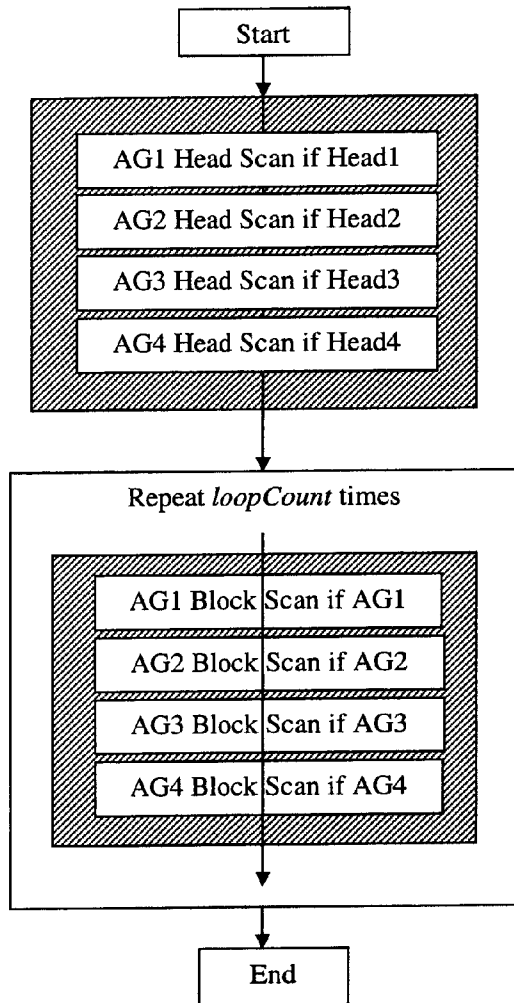 Start
AG1 Head Scan if Head1
AG2 Head Scan if Head2
AG3 Head Scan if Head3
AG4 Head Scan if Head4
Repeat loopCount times
AG1 Block Scan if AG1
AG2 Block Scan if AG2
AG3 Block Scan if AG3
AG4 Block Scan if AG4
End